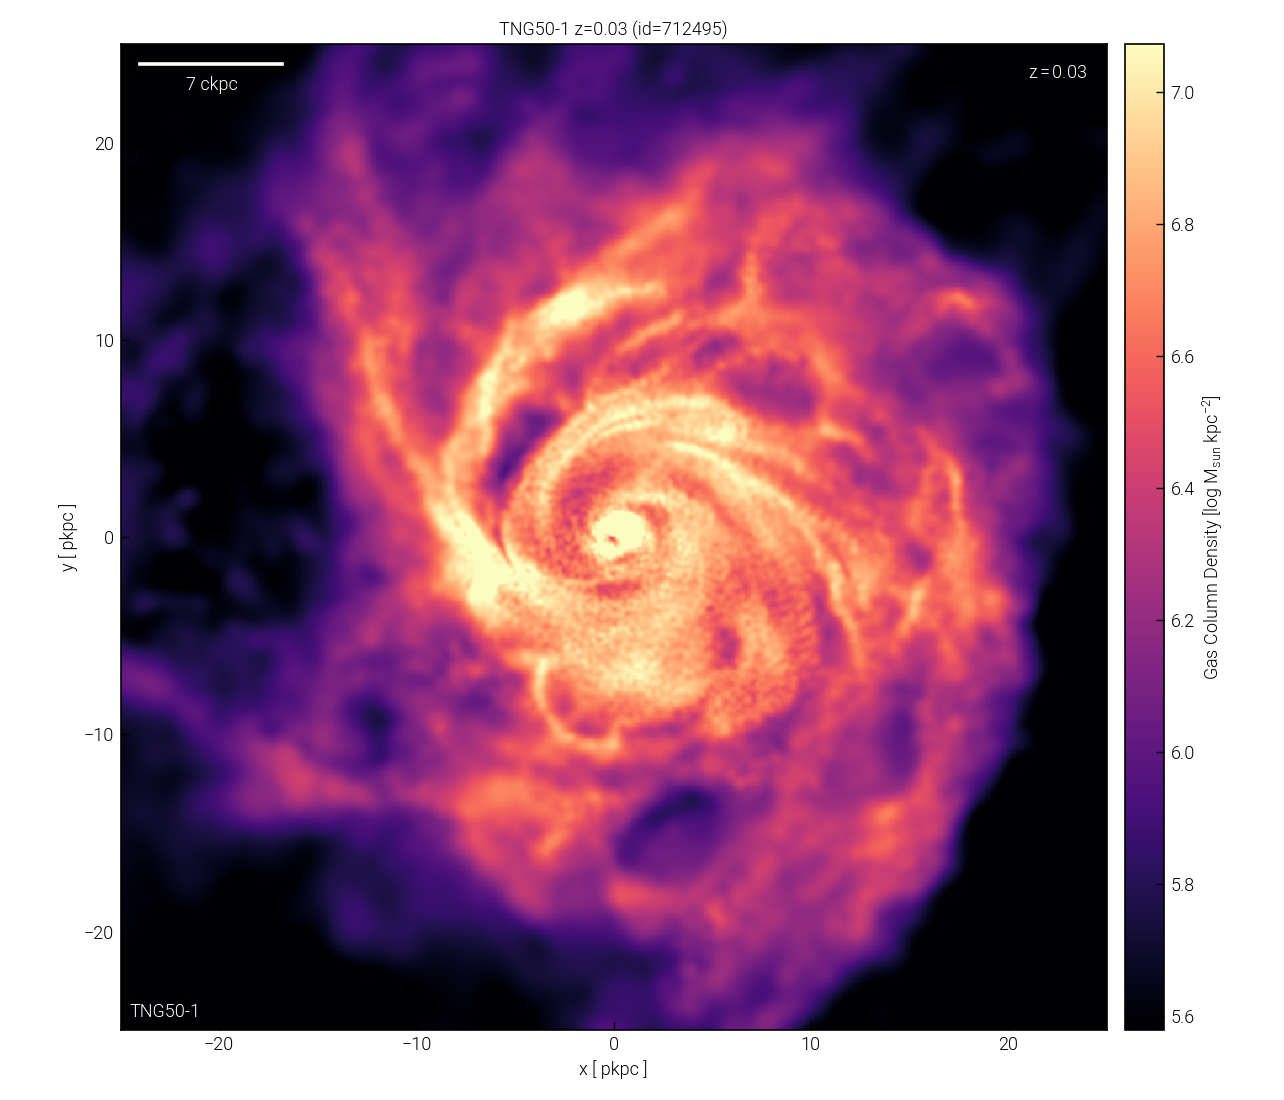 TNG50-1 z=0.03 (id=712495)
7 ckpc
z = 0.03
20
10
0
−10
−20
y [ pkpc ]
TNG50-1
−20
−10
0
10
20
x [ pkpc ]
7.0
6.8
6.6
6.4
6.2
6.0
5.8
5.6
Gas Column Density [log M_sun kpc^−2]